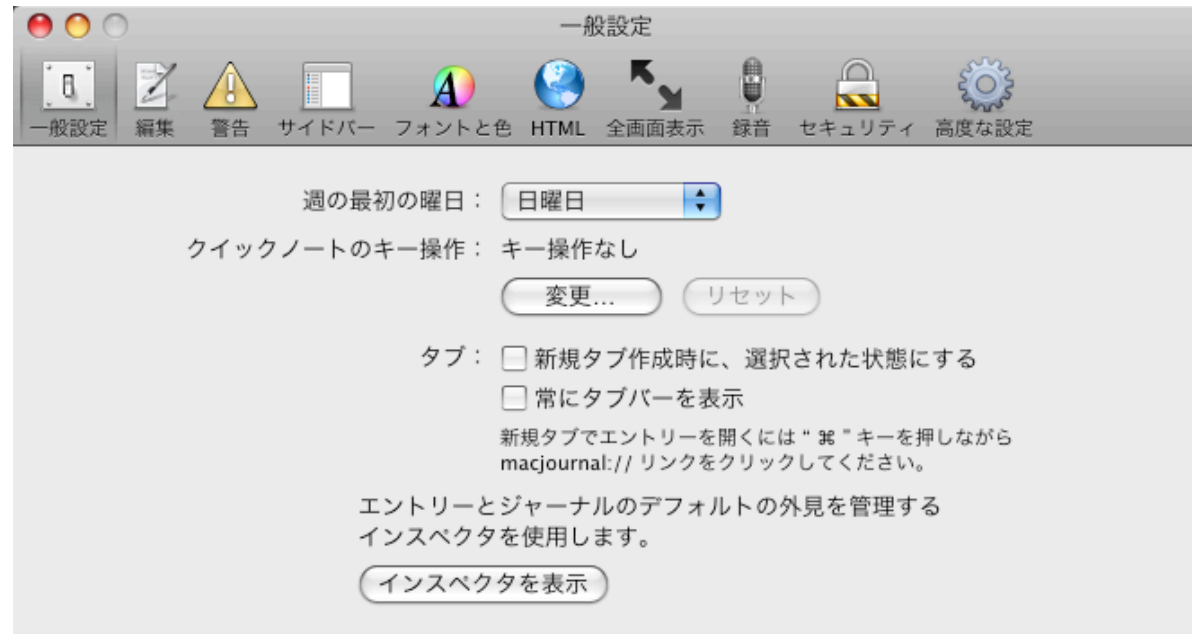 一般設定
一般設定 編集 警告 サイドバー フォントと色 HTML 全画面表示 録音 セキュリティ 高度な設定
週の最初の曜日： 日曜日
クイックノートのキー操作： キー操作なし
変更... リセット
タブ： 新規タブ作成時に、選択された状態にする
常にタブバーを表示
新規タブでエントリーを開くには “ ⌘ ” キーを押しながら
macjournal:// リンクをクリックしてください。
エントリーとジャーナルのデフォルトの外見を管理する
インスペクタを使用します。
インスペクタを表示